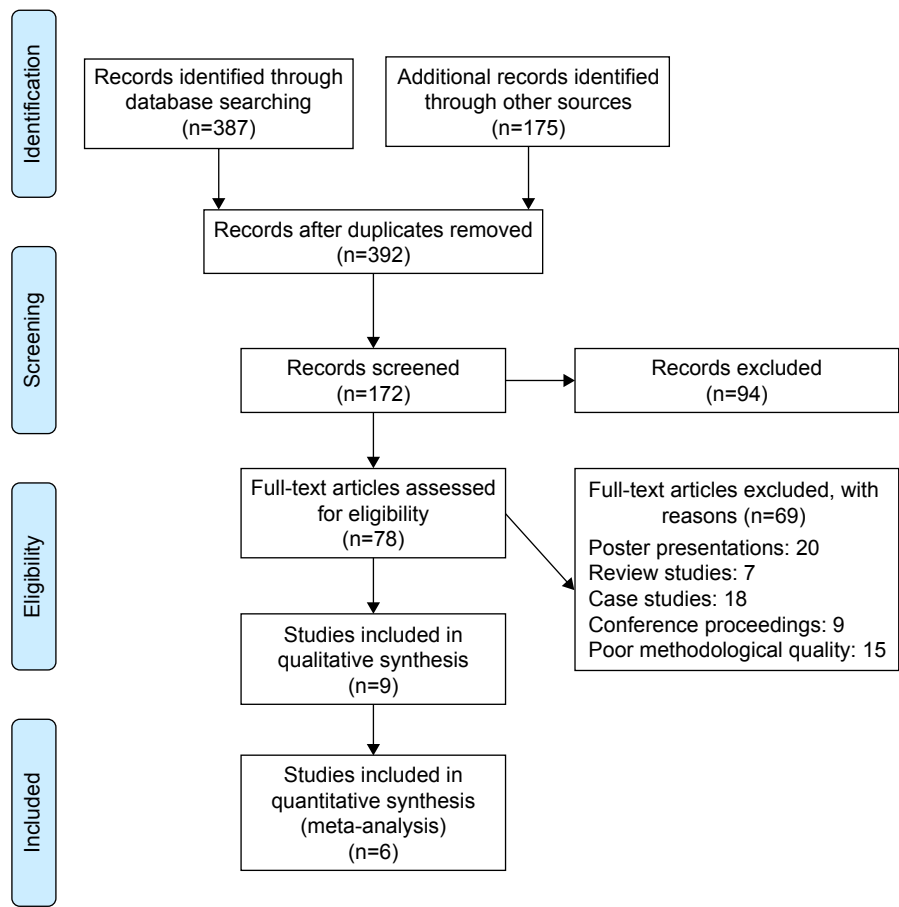 Identification
Records identified through
database searching
(n=387)
Additional records identified
through other sources
(n=175)
Records after duplicates removed
(n=392)
Screening
Records screened
(n=172)
Records excluded
(n=94)
Eligibility
Full-text articles assessed
for eligibility
(n=78)
Full-text articles excluded, with
reasons (n=69)
Poster presentations: 20
Review studies: 7
Case studies: 18
Conference proceedings: 9
Poor methodological quality: 15
Studies included in
qualitative synthesis
(n=9)
Included
Studies included in
quantitative synthesis
(meta-analysis)
(n=6)